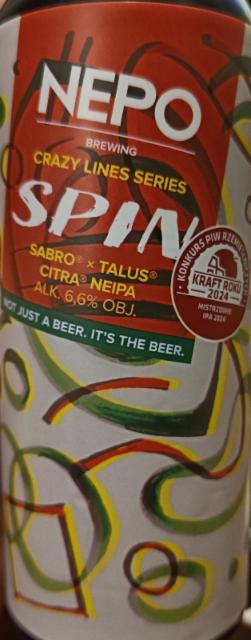 NEPO
BREWING
CRAZY LINES SERIES
SPIN
SABRO® × TALUS®
CITRA® NEIPA
ALK. 6,6% OBJ.
NOT JUST A BEER. IT'S THE BEER.
KONKURS PIW RZEM
KRAFT ROKU
2024
MISTRZOWIE
IPA 2024